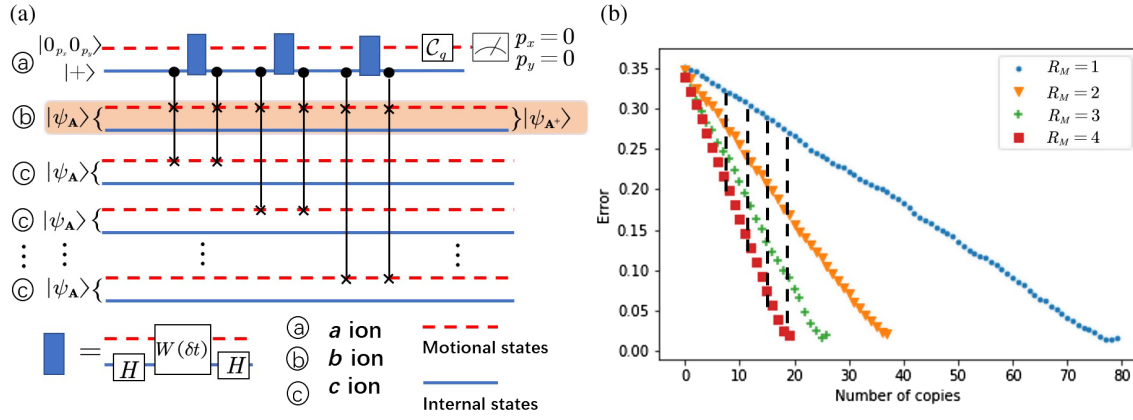 (a)
|0_{p_x}0_{p_y}⟩
C_q
p_x = 0
p_y = 0
ⓐ
|+⟩
ⓑ |ψ_A⟩{ }|ψ_{A⁺}⟩
ⓒ |ψ_A⟩{
ⓒ |ψ_A⟩{
⋮ ⋮ ⋮ ⋮
ⓒ |ψ_A⟩{
= H W(δt) H
ⓐ a ion
ⓑ b ion
ⓒ c ion
Motional states
Internal states
(b)
Error
0.35
0.30
0.25
0.20
0.15
0.10
0.05
0.00
R_M = 1
R_M = 2
R_M = 3
R_M = 4
0 10 20 30 40 50 60 70 80
Number of copies